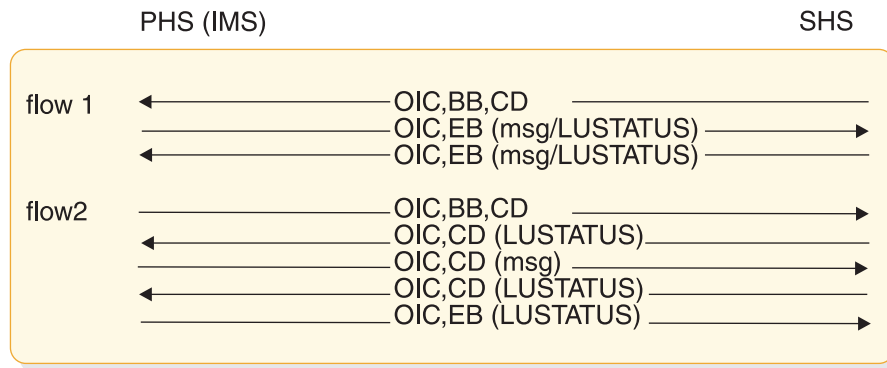 PHS (IMS) SHS
flow 1 OIC,BB,CD
OIC,EB (msg/LUSTATUS)
OIC,EB (msg/LUSTATUS)
flow2 OIC,BB,CD
OIC,CD (LUSTATUS)
OIC,CD (msg)
OIC,CD (LUSTATUS)
OIC,EB (LUSTATUS)